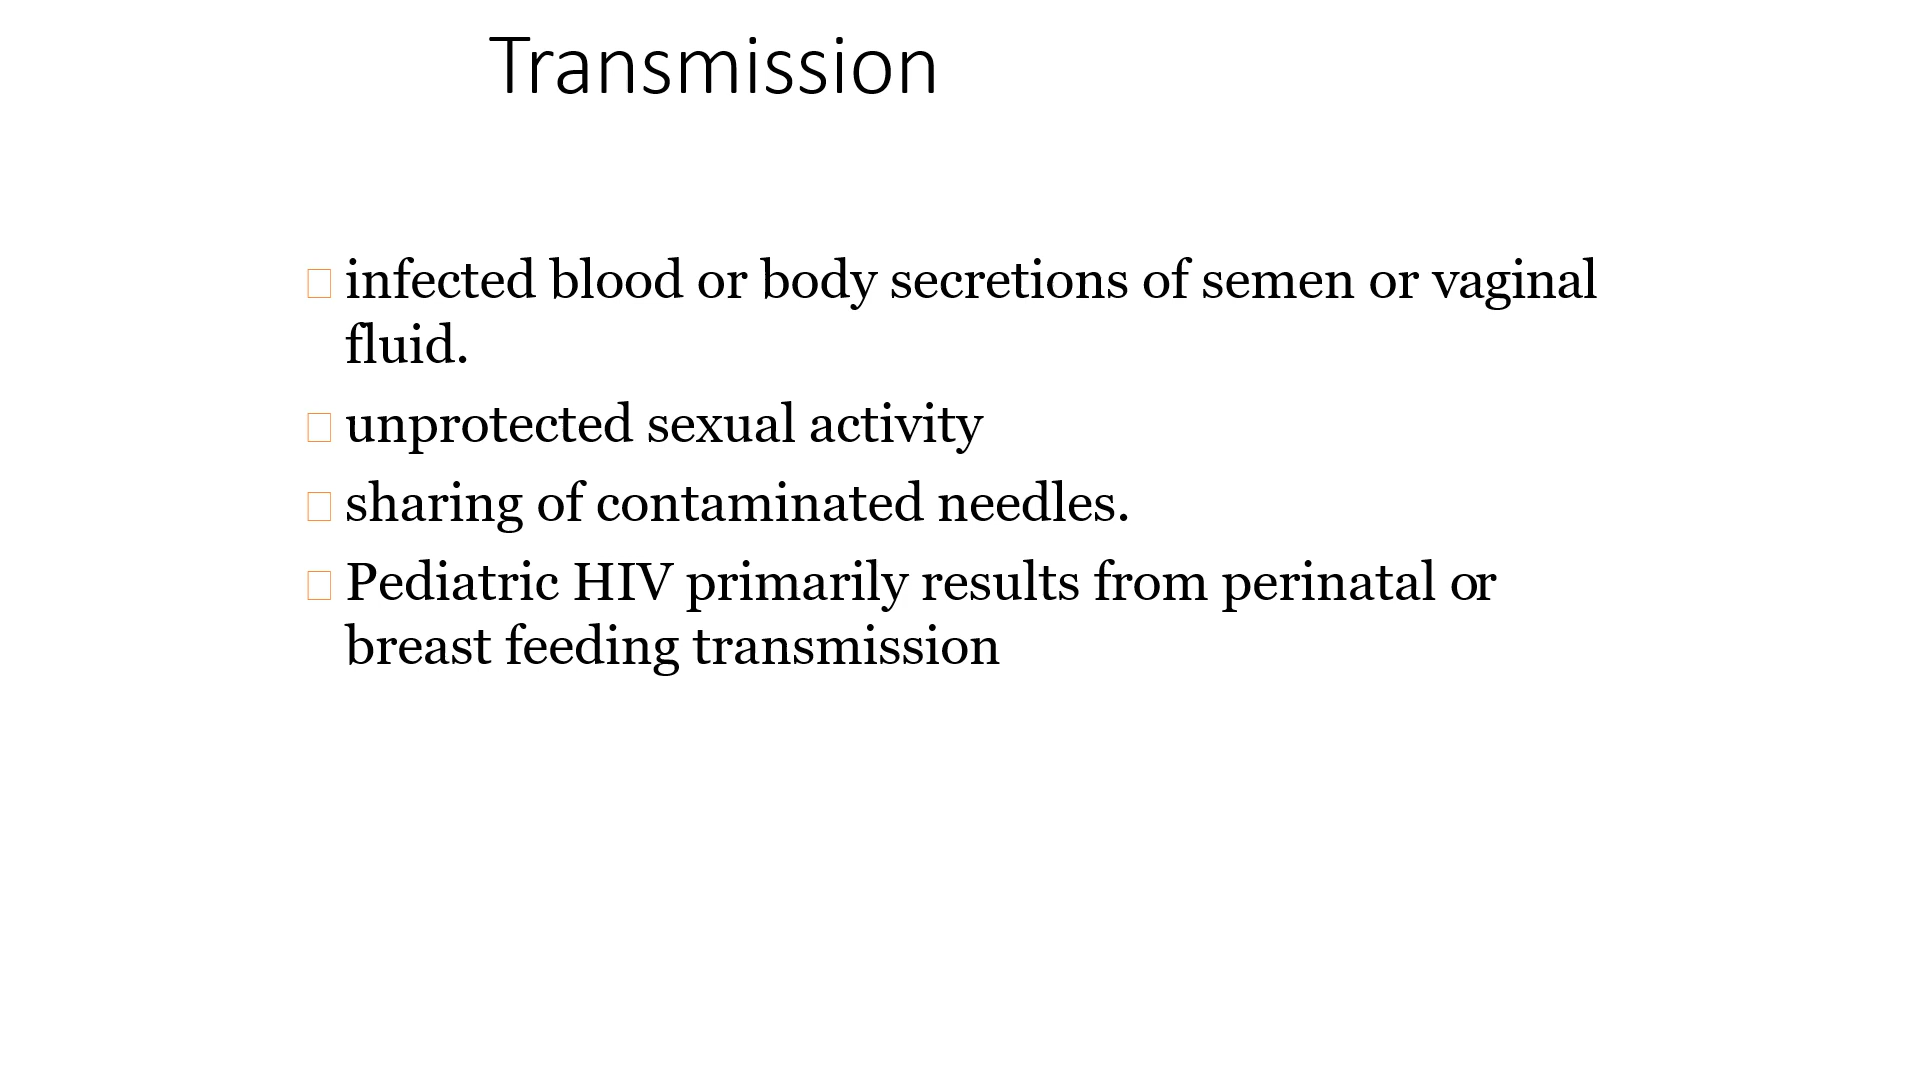 Transmission
infected blood or body secretions of semen or vaginal
fluid.
unprotected sexual activity
sharing of contaminated needles.
Pediatric HIV primarily results from perinatal or
breast feeding transmission